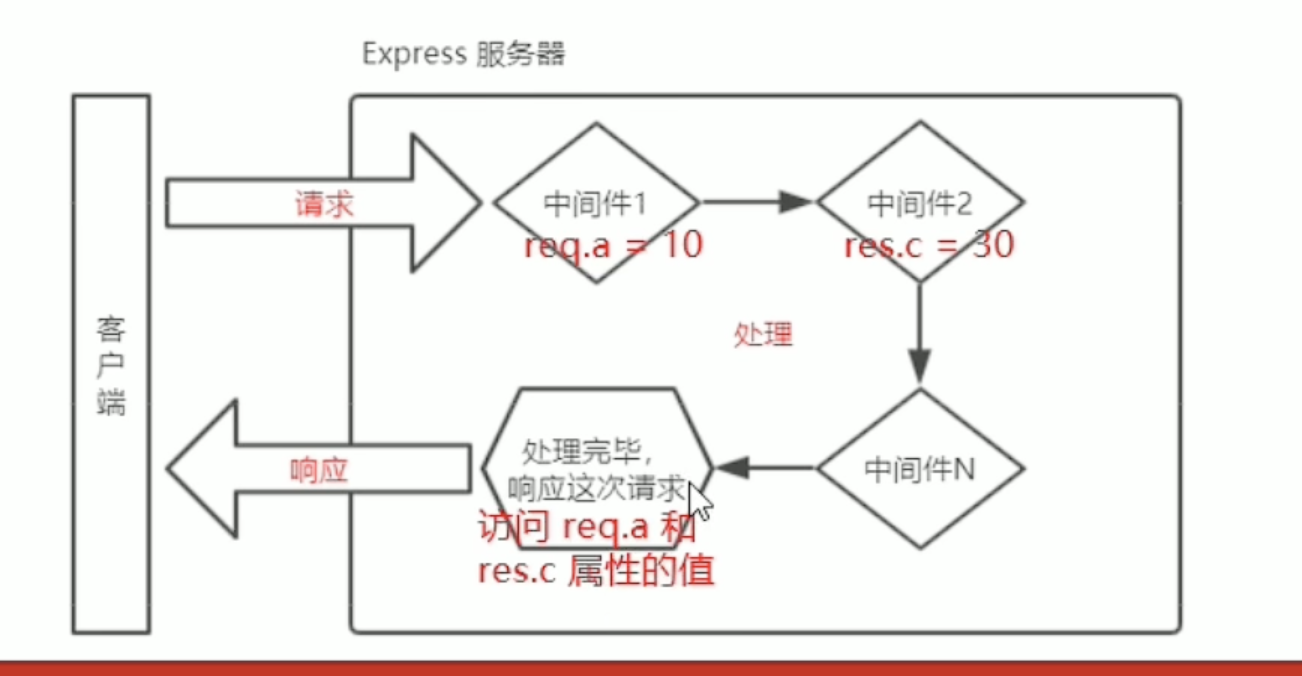 Express 服务器
请求
中间件1
req.a = 10
中间件2
res.c = 30
客
户
端
处理
响应
处理完毕，
响应这次请求
访问 req.a 和
res.c 属性的值
中间件N